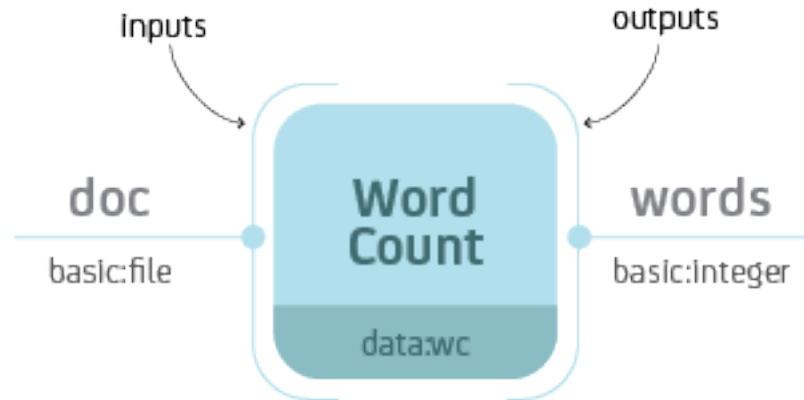 inputs
outputs
doc
basic:file
Word
Count
data:wc
words
basic:integer